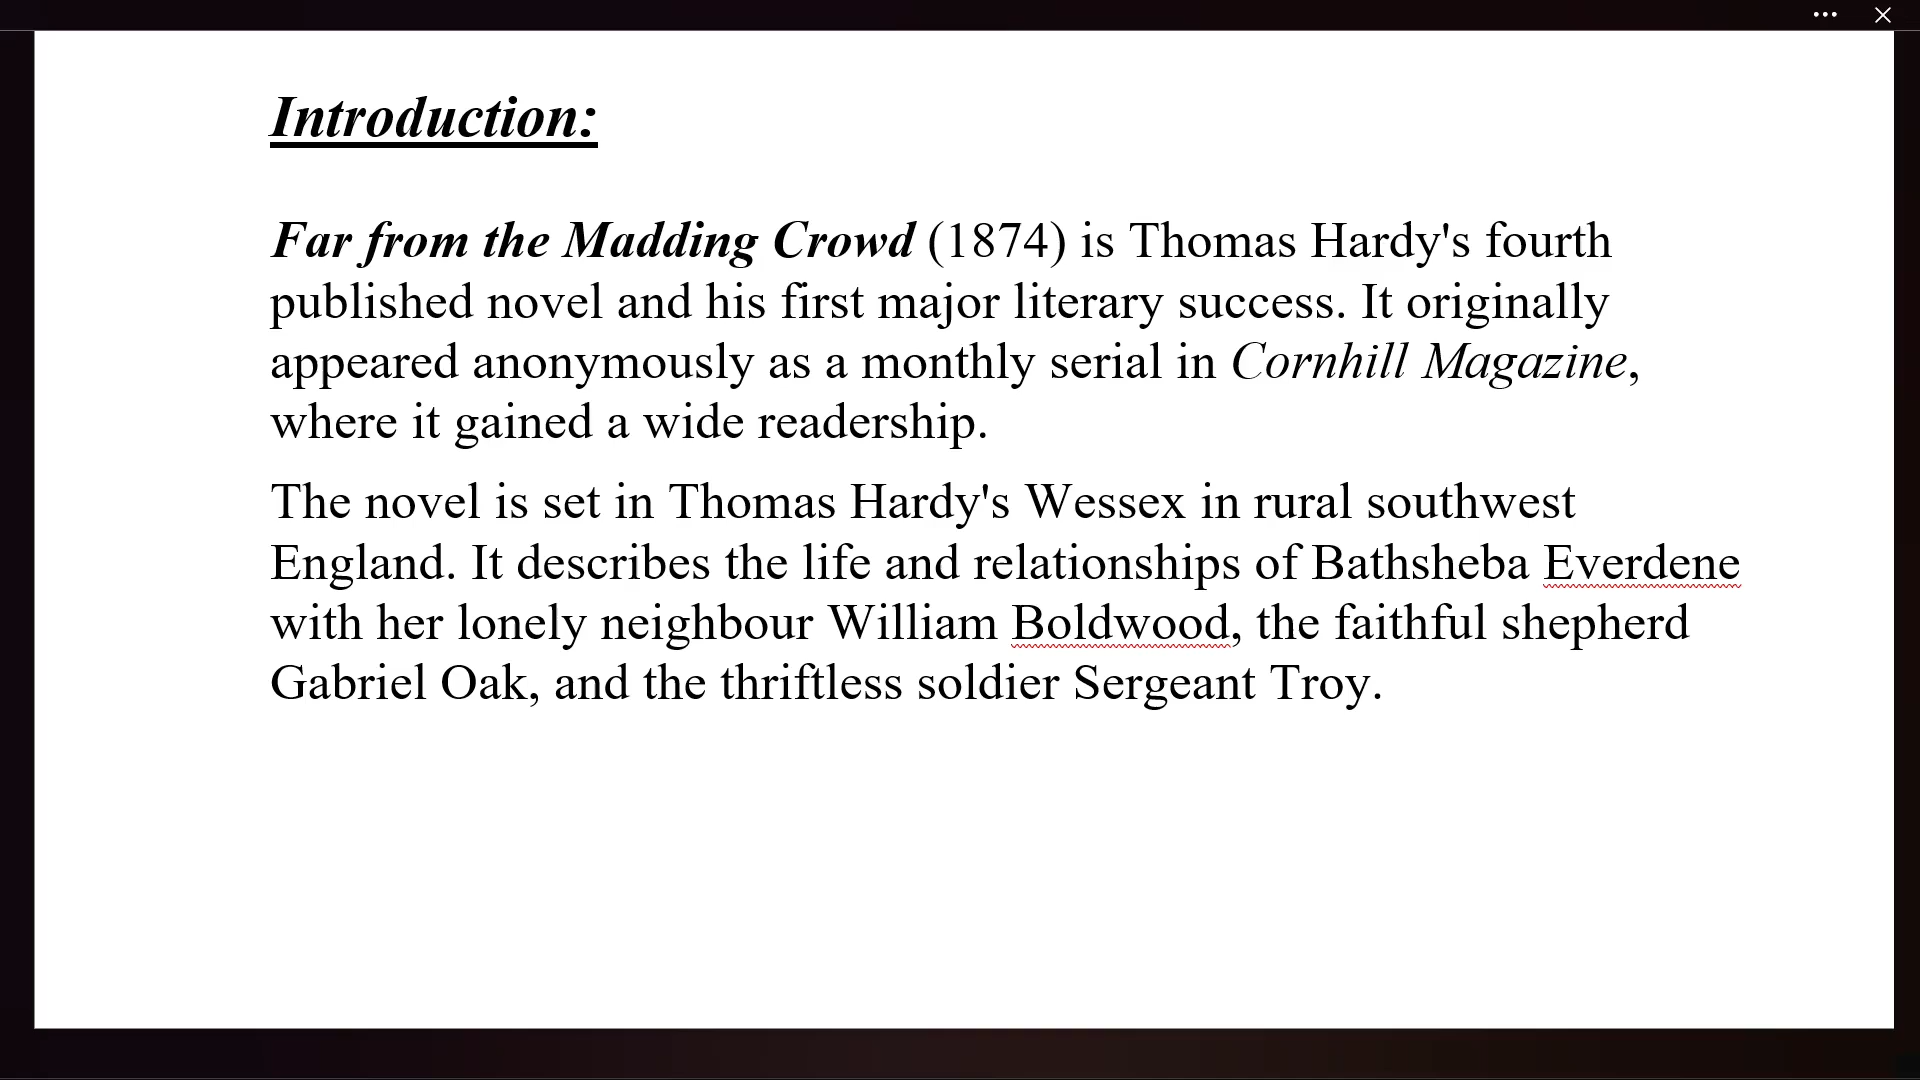 Introduction:
Far from the Madding Crowd (1874) is Thomas Hardy's fourth
published novel and his first major literary success. It originally
appeared anonymously as a monthly serial in Cornhill Magazine,
where it gained a wide readership.
The novel is set in Thomas Hardy's Wessex in rural southwest
England. It describes the life and relationships of Bathsheba Everdene
with her lonely neighbour William Boldwood, the faithful shepherd
Gabriel Oak, and the thriftless soldier Sergeant Troy.